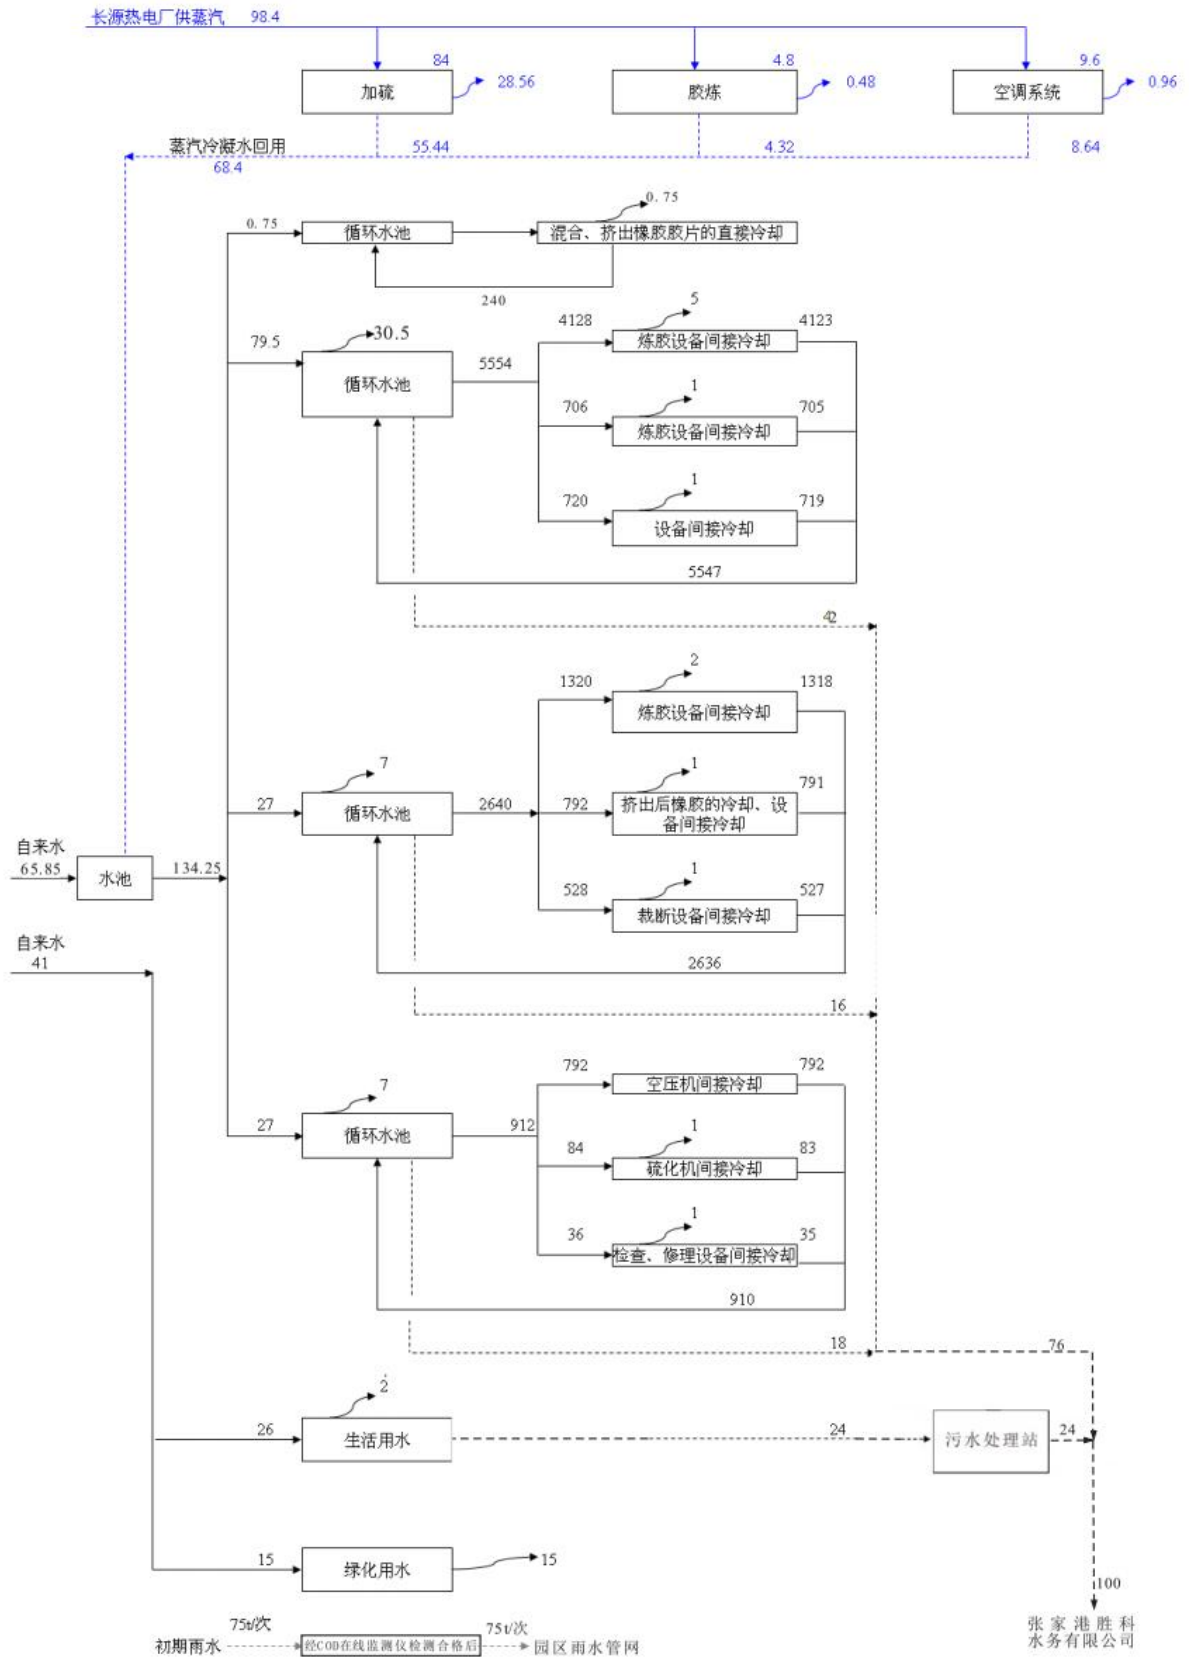 长源热电厂供蒸汽 98.4
84
4.8
9.6
加硫
28.56
胶炼
0.48
空调系统
0.96
蒸汽冷凝水回用
55.44
4.32
8.64
68.4
0.75
0.75
循环水池
混合、挤出橡胶胶片的直接冷却
240
5
30.5
4128
4123
79.5
5554
炼胶设备间接冷却
循环水池
1
706
705
炼胶设备间接冷却
1
720
719
设备间接冷却
5547
42
2
1320
1318
炼胶设备间接冷却
7
1
27
2640
792
791
循环水池
挤出后橡胶的冷却、设
备间接冷却
自来水
65.85
134.25
水池
1
528
527
裁断设备间接冷却
自来水
41
2636
16
792
792
空压机间接冷却
7
27
912
循环水池
1
84
83
硫化机间接冷却
1
36
35
检查、修理设备间接冷却
910
18
76
2
26
生活用水
24
污水处理站
24
15
绿化用水
15
100
张家港胜科
水务有限公司
75t/次
75t/次
初期雨水
经COD在线监测仪检测合格后
园区雨水管网